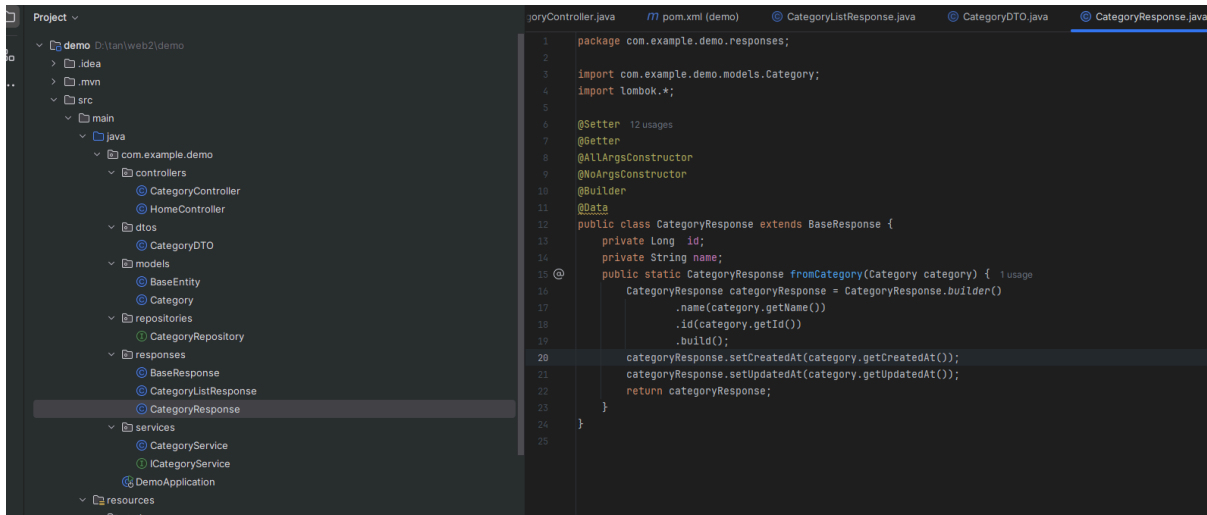 Project
demo D:\tan\web2\demo
.idea
.mvn
src
main
java
com.example.demo
controllers
CategoryController
HomeController
dtos
CategoryDTO
models
BaseEntity
Category
repositories
CategoryRepository
responses
BaseResponse
CategoryListResponse
CategoryResponse
services
CategoryService
ICategoryService
DemoApplication
resources
goryController.java m pom.xml (demo) CategoryListResponse.java CategoryDTO.java CategoryResponse.java
1 package com.example.demo.responses;
2
3 import com.example.demo.models.Category;
4 import lombok.*;
5
6 @Setter 12 usages
7 @Getter
8 @AllArgsConstructor
9 @NoArgsConstructor
10 @Builder
11 @Data
12 public class CategoryResponse extends BaseResponse {
13 private Long id;
14 private String name;
15 @ public static CategoryResponse fromCategory(Category category) { 1 usage
16 CategoryResponse categoryResponse = CategoryResponse.builder()
17 .name(category.getName())
18 .id(category.getId())
19 .build();
20 categoryResponse.setCreatedAt(category.getCreatedAt());
21 categoryResponse.setUpdatedAt(category.getUpdatedAt());
22 return categoryResponse;
23 }
24 }
25